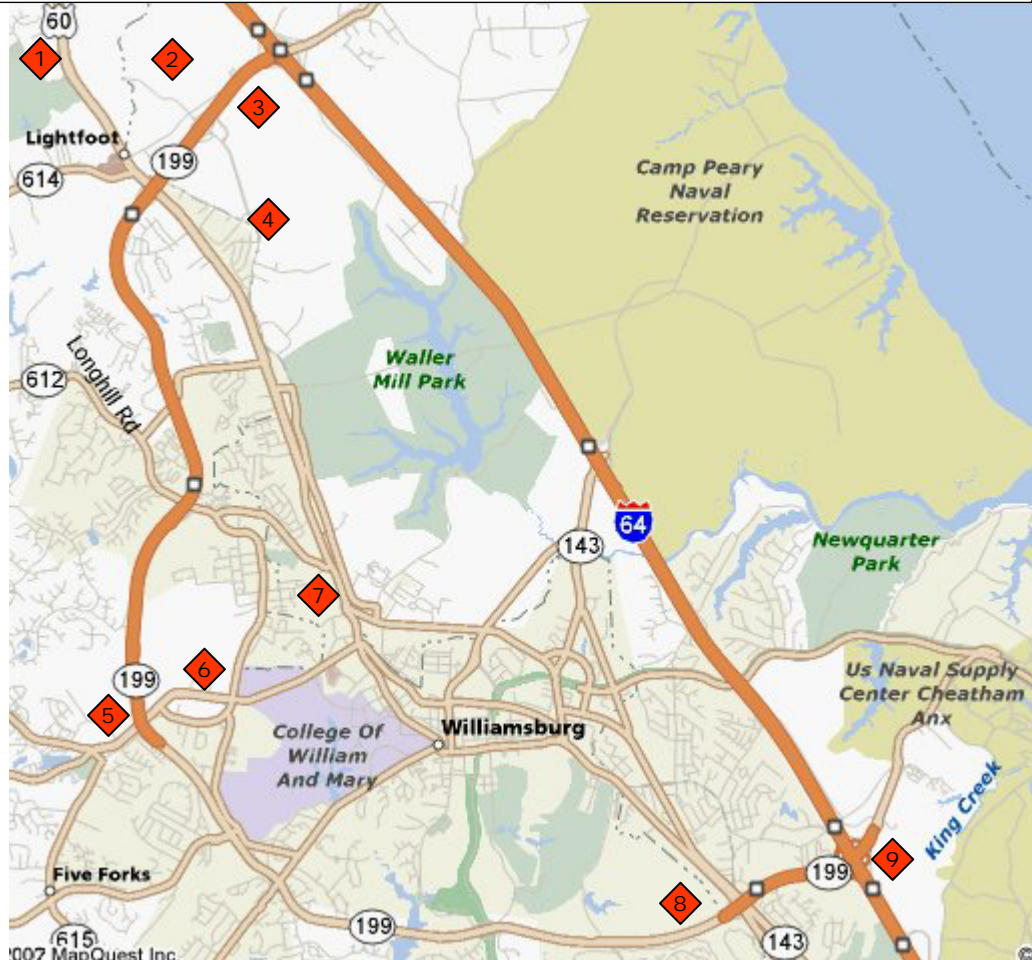 60
1
2
3
Lightfoot
199
614
4
Camp Peary
Naval
Reservation
Waller
Mill Park
Longhill Rd
612
64
143
Newquarter
Park
7
6
199
5
Us Naval Supply
Center Cheatham
Anx
College Of
William
And Mary
Williamsburg
King Creek
9
199
Five Forks
8
199
615
143
2007 MapQuest Inc
©